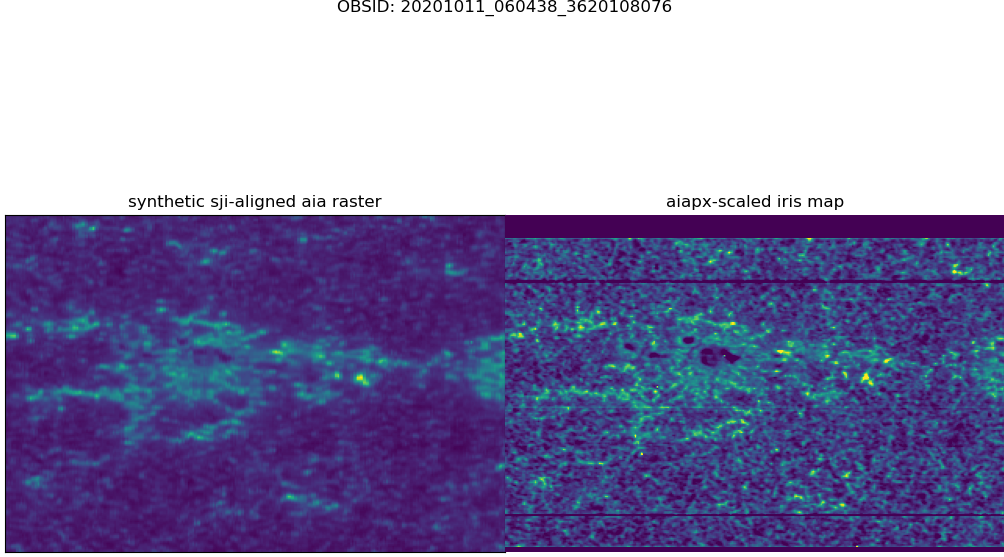 OBSID: 20201011_060438_3620108076
synthetic sji-aligned aia raster
aiapx-scaled iris map